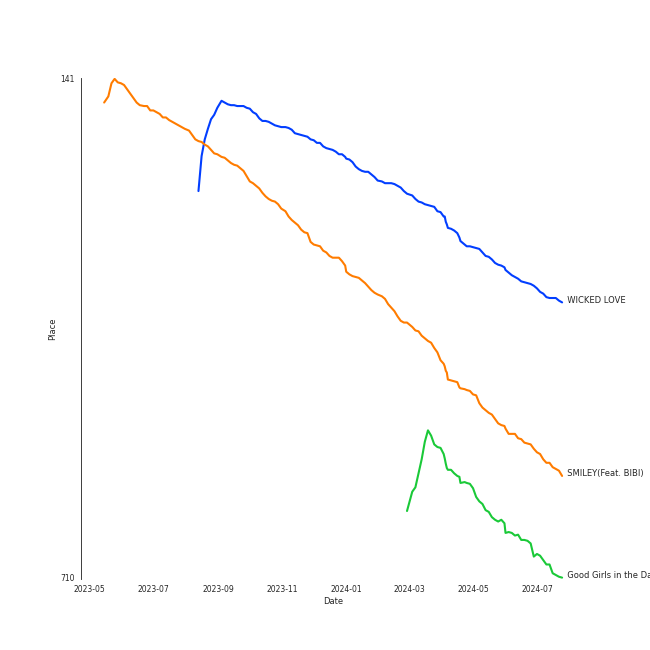 141
WICKED LOVE
Place
SMILEY(Feat. BIBI)
Good Girls in the Da
710
2023-05 2023-07 2023-09 2023-11 2024-01 2024-03 2024-05 2024-07
Date